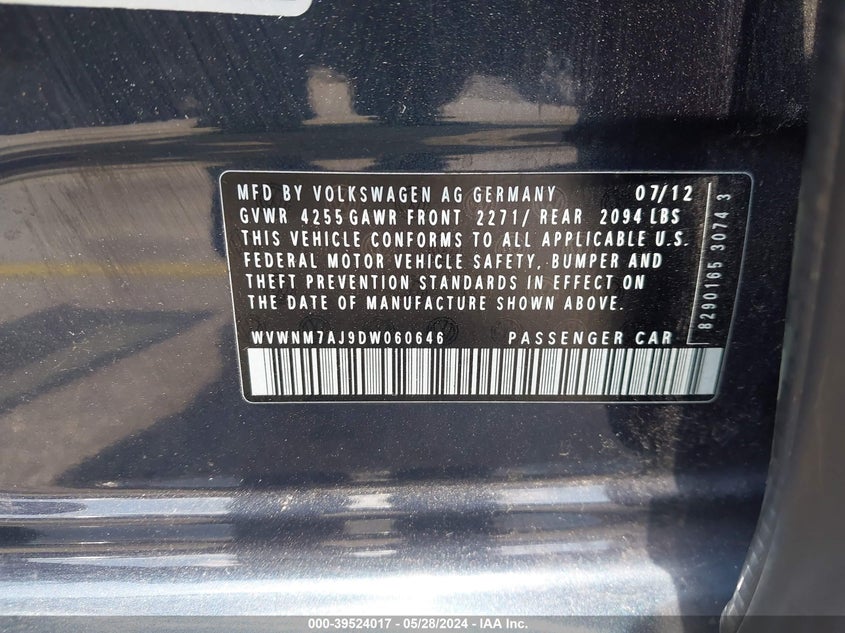 MFD BY VOLKSWAGEN AG GERMANY 07/12
GVWR 4255 GAWR FRONT 2271/ REAR 2094 LBS
THIS VEHICLE CONFORMS TO ALL APPLICABLE U.S.
FEDERAL MOTOR VEHICLE SAFETY, BUMPER AND
THEFT PREVENTION STANDARDS IN EFFECT ON
THE DATE OF MANUFACTURE SHOWN ABOVE.
WVWNM7AJ9DW060646 PASSENGER CAR
8290165 3074 3
000-39524017 - 05/28/2024 - IAA Inc.